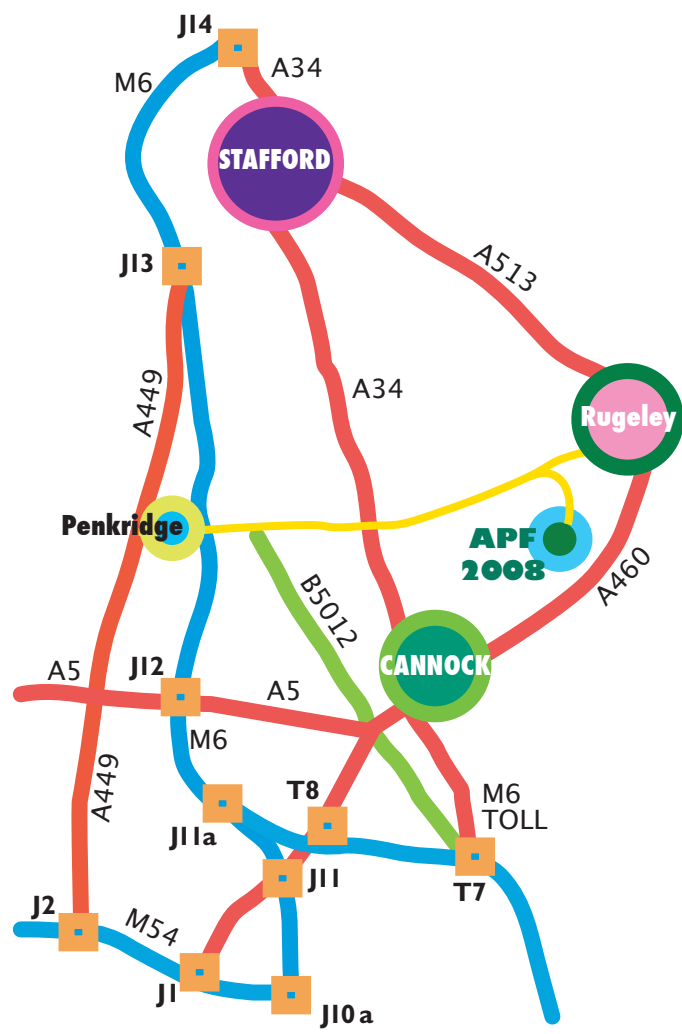 J14
A34
M6
STAFFORD
J13
A513
A449
A34
Rugeley
Penkridge
APF
2008
B5012
A460
CANNOCK
A5
J12
A5
M6
A449
T8
M6
TOLL
J11a
J11
T7
J2
M54
J1
J10a